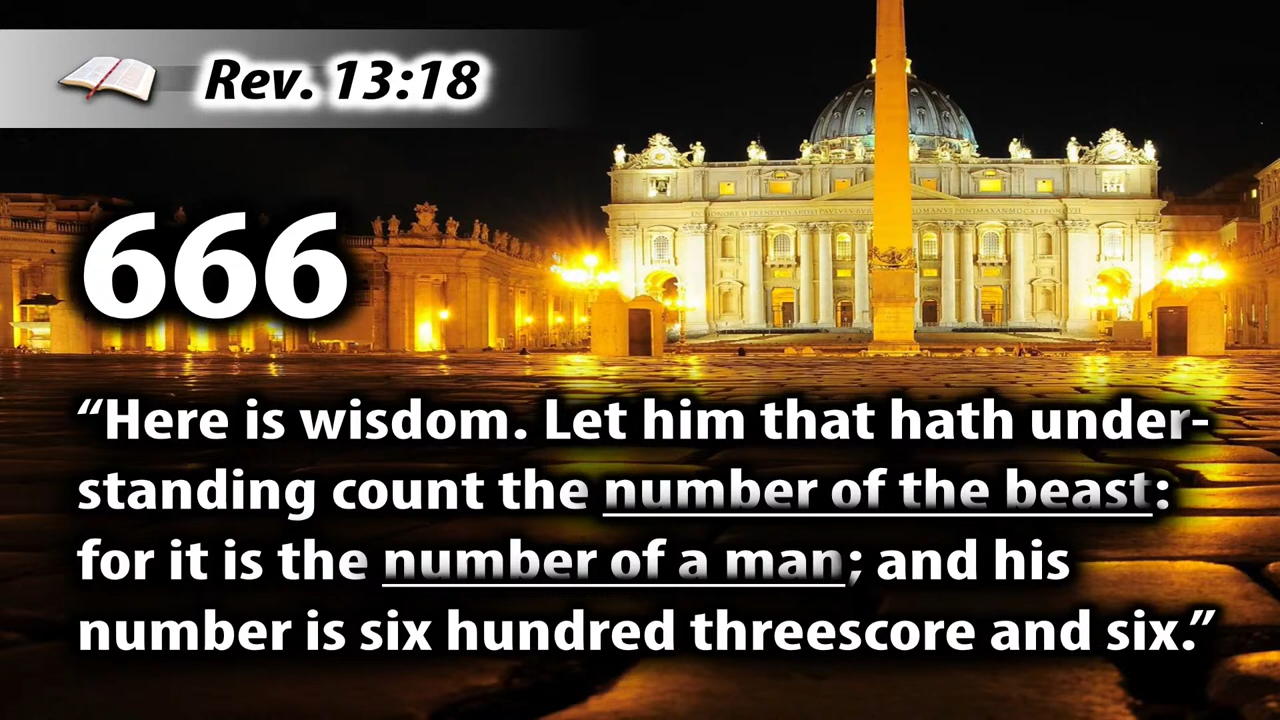 Rev. 13:18
666
“Here is wisdom. Let him that hath under-
standing count the number of the beast:
for it is the number of a man; and his
number is six hundred threescore and six.”